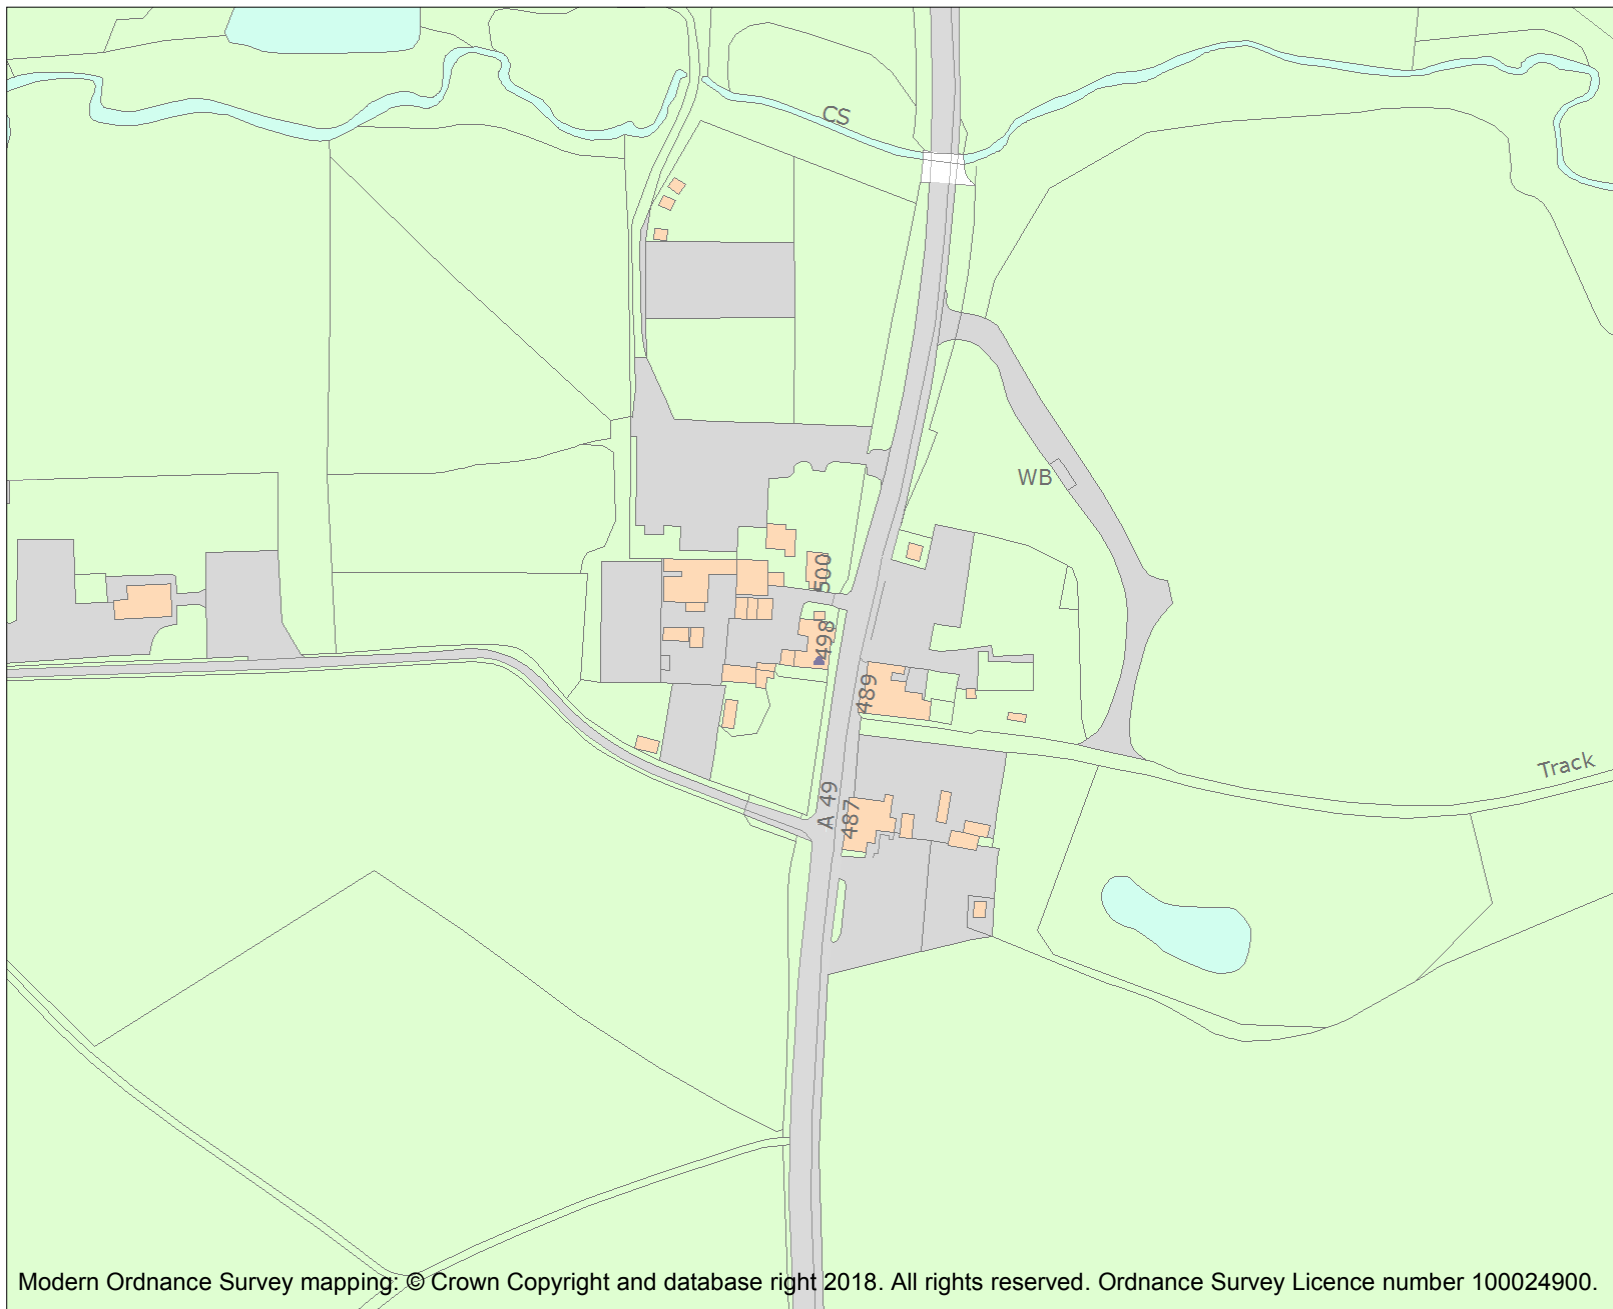 CS
WB
500
498
489
Track
A 49
487
Modern Ordnance Survey mapping: © Crown Copyright and database right 2018. All rights reserved. Ordnance Survey Licence number 100024900.